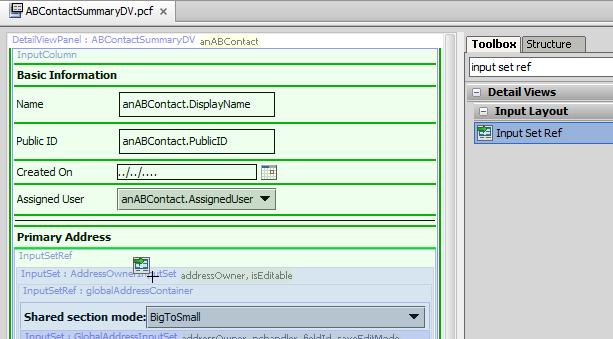 ABContactSummaryDV.pcf
DetailViewPanel : ABContactSummaryDV anABContact
InputColumn
Basic Information
Name anABContact.DisplayName
Public ID anABContact.PublicID
Created On ../../....
Assigned User anABContact.AssignedUser
Primary Address
InputSetRef
InputSet : AddressOwnerInputSet addressOwner, isEditable
InputSetRef : globalAddressContainer
Shared section mode: BigToSmall
InputSet : GlobalAddressInputSet addressOwner, pchandler, fieldId, saveEditMode
Toolbox Structure
input set ref
Detail Views
Input Layout
Input Set Ref